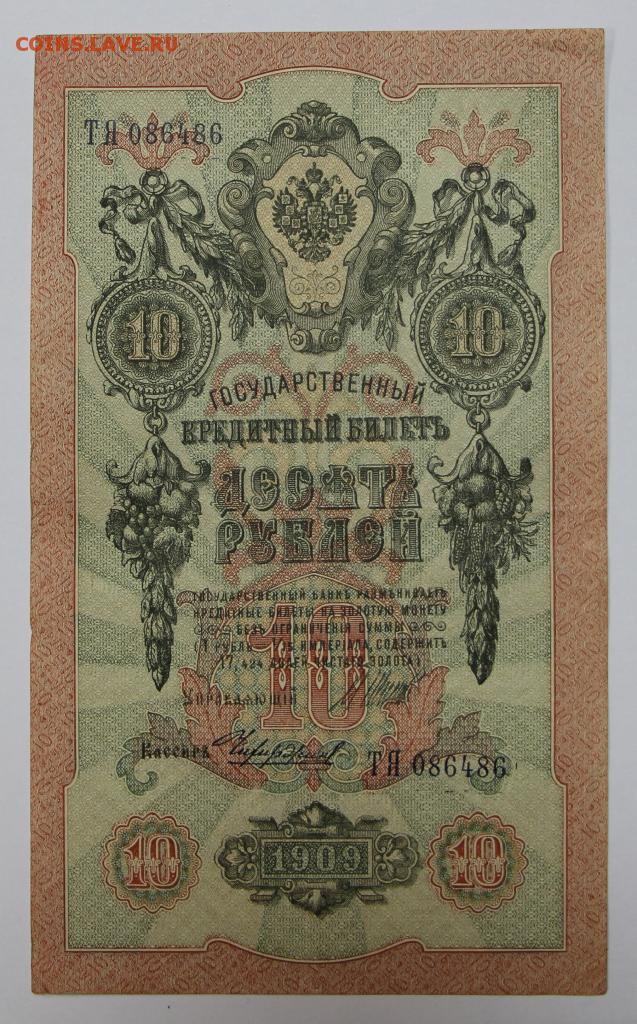 COINS.LAVE.RU
ТЯ 086486
10 10
ГОСУДАРСТВЕННЫЙ
КРЕДИТНЫЙ БИЛЕТЪ
ДЕСЯТЬ
РУБЛЕЙ
ГОСУДАРСТВЕННЫЙ БАНКЪ РАЗМѢНИВАЕТЪ
КРЕДИТНЫЕ БИЛЕТЫ НА ЗОЛОТУЮ МОНЕТУ
БЕЗЪ ОГРАНИЧЕНІЯ СУММЫ
(1 РУБЛЬ = 1/15 ИМПЕРІАЛА, СОДЕРЖИТЪ
17,424 ДОЛЕЙ ЧИСТАГО ЗОЛОТА)
10
Управляющій
Кассиръ
ТЯ 086486
10 1909 10